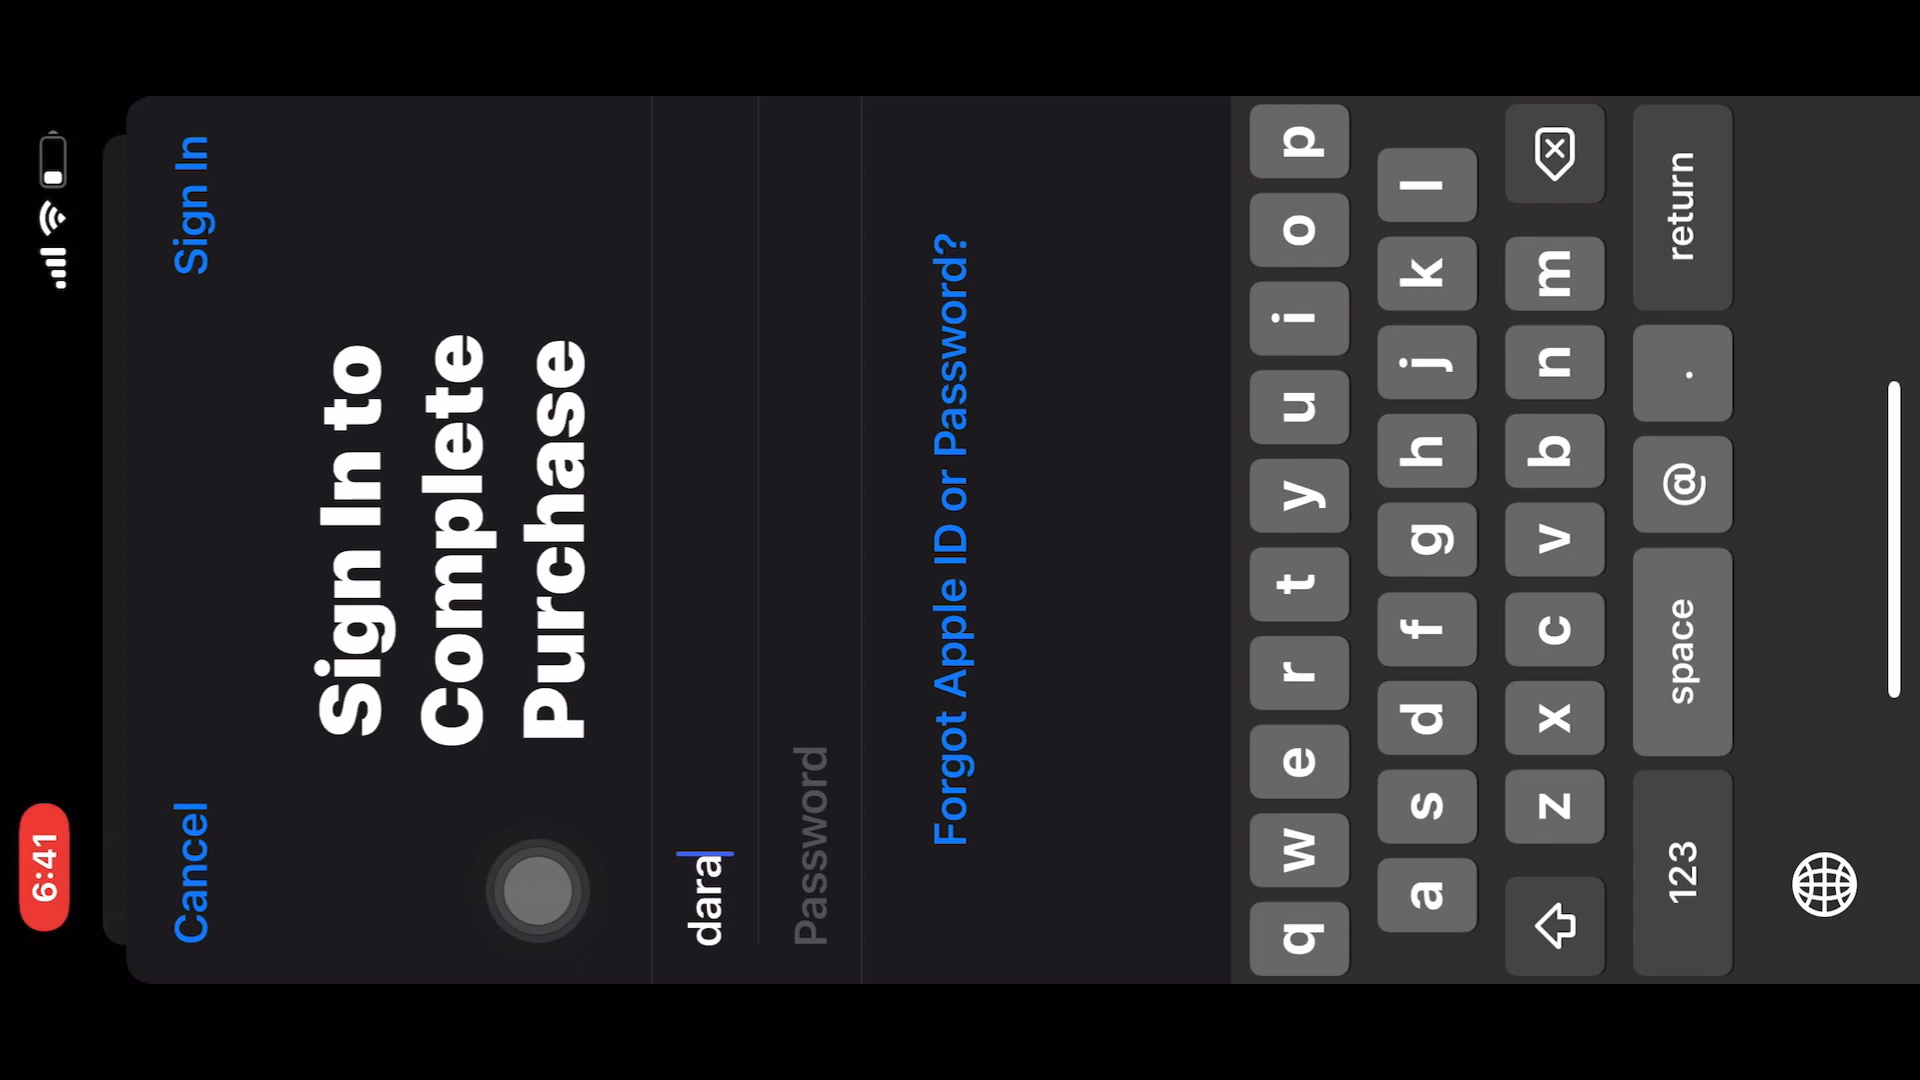 6:41
Cancel
Sign In
Sign In to
Complete
Purchase
dara
Password
Forgot Apple ID or Password?
q w e r t y u i o p
a s d f g h j k l
z x c v b n m
123 space @ . return